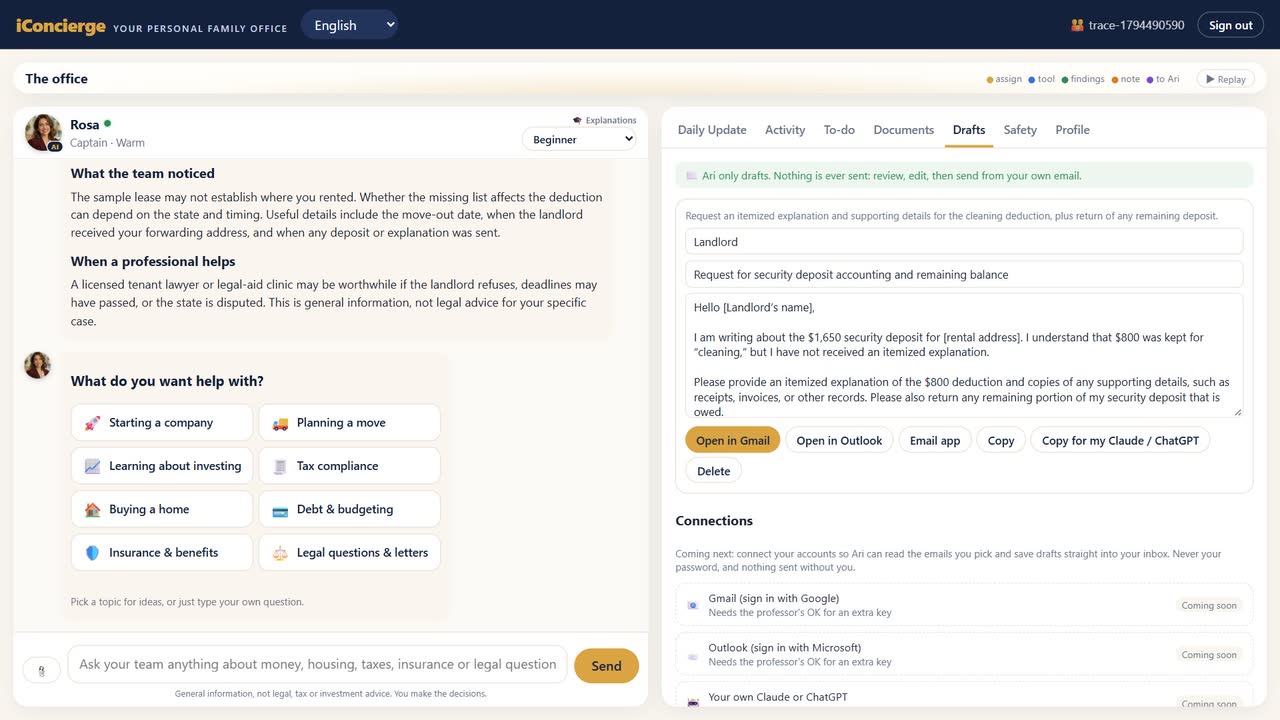 iConcierge YOUR PERSONAL FAMILY OFFICE
English
trace-1794490590
Sign out
The office
assign
tool
findings
note
to Ari
Replay
Rosa
Captain · Warm
AI
Explanations
Beginner
What the team noticed
The sample lease may not establish where you rented. Whether the missing list affects the deduction
can depend on the state and timing. Useful details include the move-out date, when the landlord
received your forwarding address, and when any deposit or explanation was sent.
When a professional helps
A licensed tenant lawyer or legal-aid clinic may be worthwhile if the landlord refuses, deadlines may
have passed, or the state is disputed. This is general information, not legal advice for your specific
case.
What do you want help with?
Starting a company
Planning a move
Learning about investing
Tax compliance
Buying a home
Debt & budgeting
Insurance & benefits
Legal questions & letters
Pick a topic for ideas, or just type your own question.
Ask your team anything about money, housing, taxes, insurance or legal question
Send
General information, not legal, tax or investment advice. You make the decisions.
Daily Update
Activity
To-do
Documents
Drafts
Safety
Profile
Ari only drafts. Nothing is ever sent: review, edit, then send from your own email.
Request an itemized explanation and supporting details for the cleaning deduction, plus return of any remaining deposit.
Landlord
Request for security deposit accounting and remaining balance
Hello [Landlord's name],
I am writing about the $1,650 security deposit for [rental address]. I understand that $800 was kept for
“cleaning,” but I have not received an itemized explanation.
Please provide an itemized explanation of the $800 deduction and copies of any supporting details, such as
receipts, invoices, or other records. Please also return any remaining portion of my security deposit that is
owed.
Open in Gmail
Open in Outlook
Email app
Copy
Copy for my Claude / ChatGPT
Delete
Connections
Coming next: connect your accounts so Ari can read the emails you pick and save drafts straight into your inbox. Never your
password, and nothing sent without you.
Gmail (sign in with Google)
Needs the professor's OK for an extra key
Coming soon
Outlook (sign in with Microsoft)
Needs the professor's OK for an extra key
Coming soon
Your own Claude or ChatGPT
Coming soon